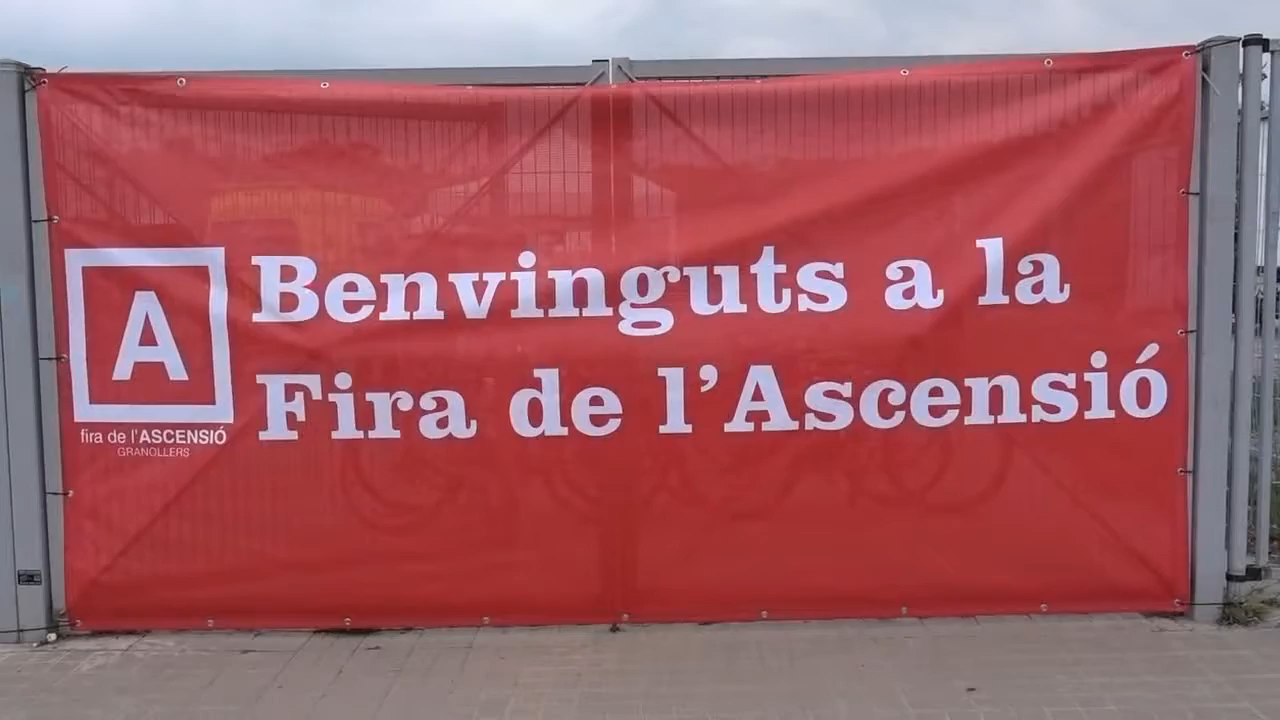 A
fira de l'ASCENSIÓ
GRANOLLERS
Benvinguts a la
Fira de l’Ascensió